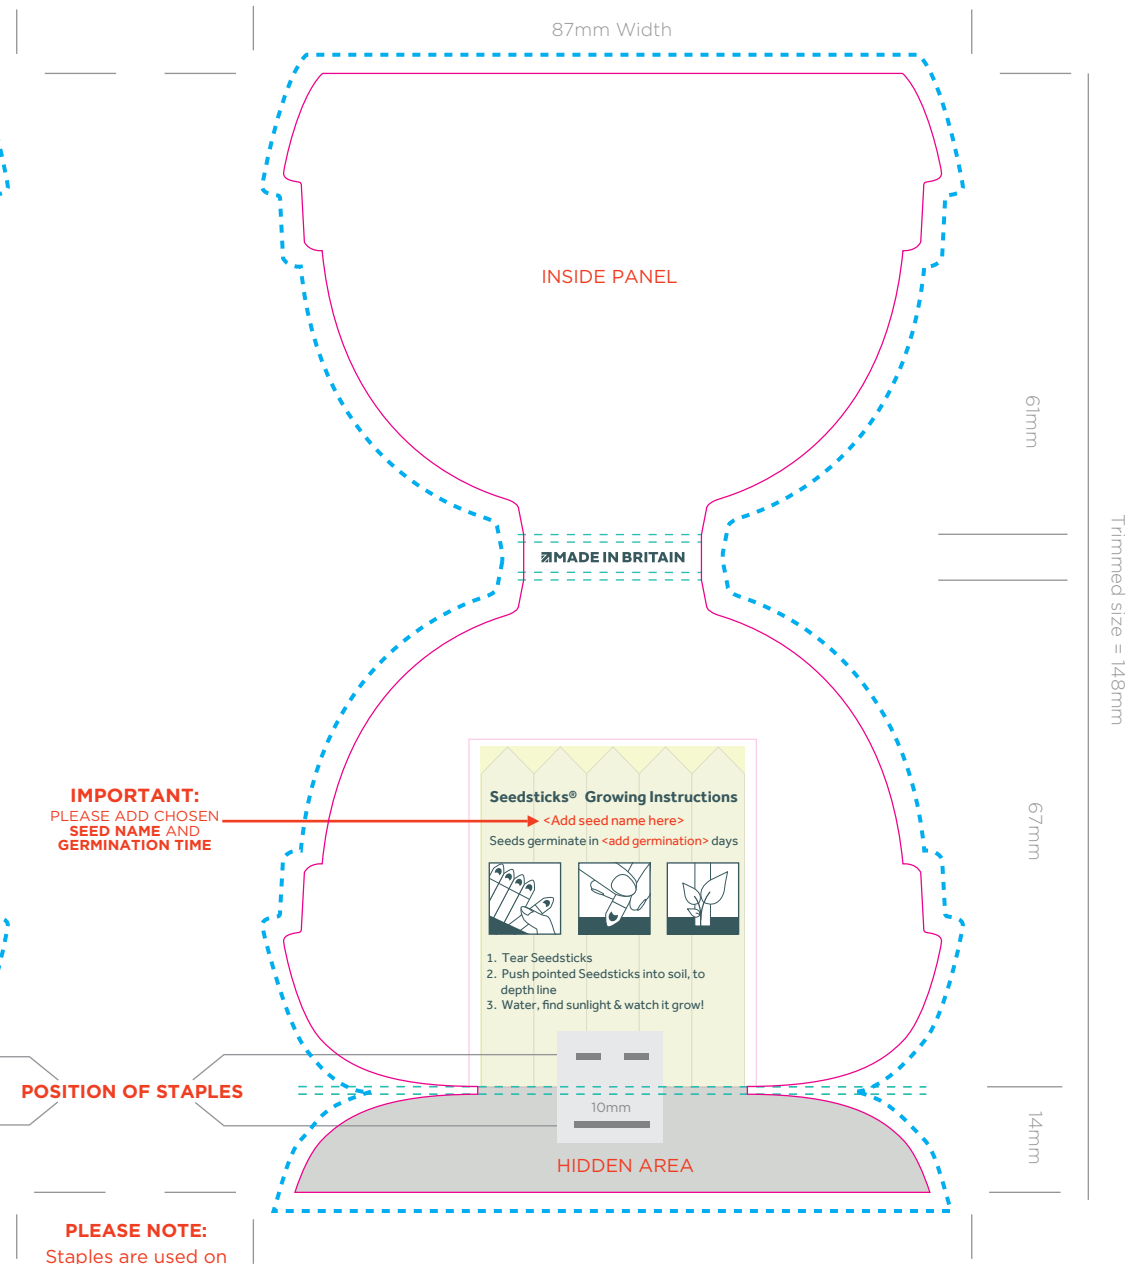 87mm Width
INSIDE PANEL
61mm
Trimmed size = 148mm
MADE IN BRITAIN
IMPORTANT:
PLEASE ADD CHOSEN
SEED NAME AND
GERMINATION TIME
Seedsticks® Growing Instructions
<Add seed name here>
Seeds germinate in <add germination> days
67mm
1. Tear Seedsticks
2. Push pointed Seedsticks into soil, to
depth line
3. Water, find sunlight & watch it grow!
POSITION OF STAPLES
10mm
14mm
HIDDEN AREA
PLEASE NOTE:
Staples are used on